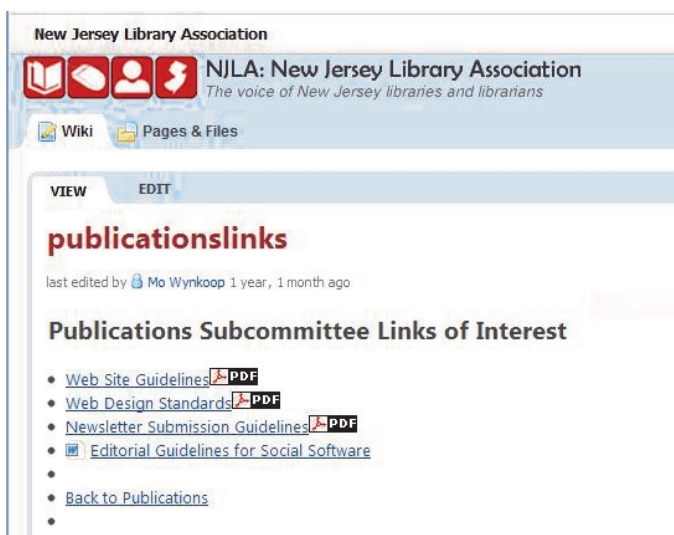 New Jersey Library Association
NJLA: New Jersey Library Association
The voice of New Jersey libraries and librarians
Wiki Pages & Files
VIEW EDIT
publicationslinks
last edited by Mo Wynkoop 1 year, 1 month ago
Publications Subcommittee Links of Interest
• Web Site Guidelines PDF
• Web Design Standards PDF
• Newsletter Submission Guidelines PDF
• Editorial Guidelines for Social Software
•
• Back to Publications
•